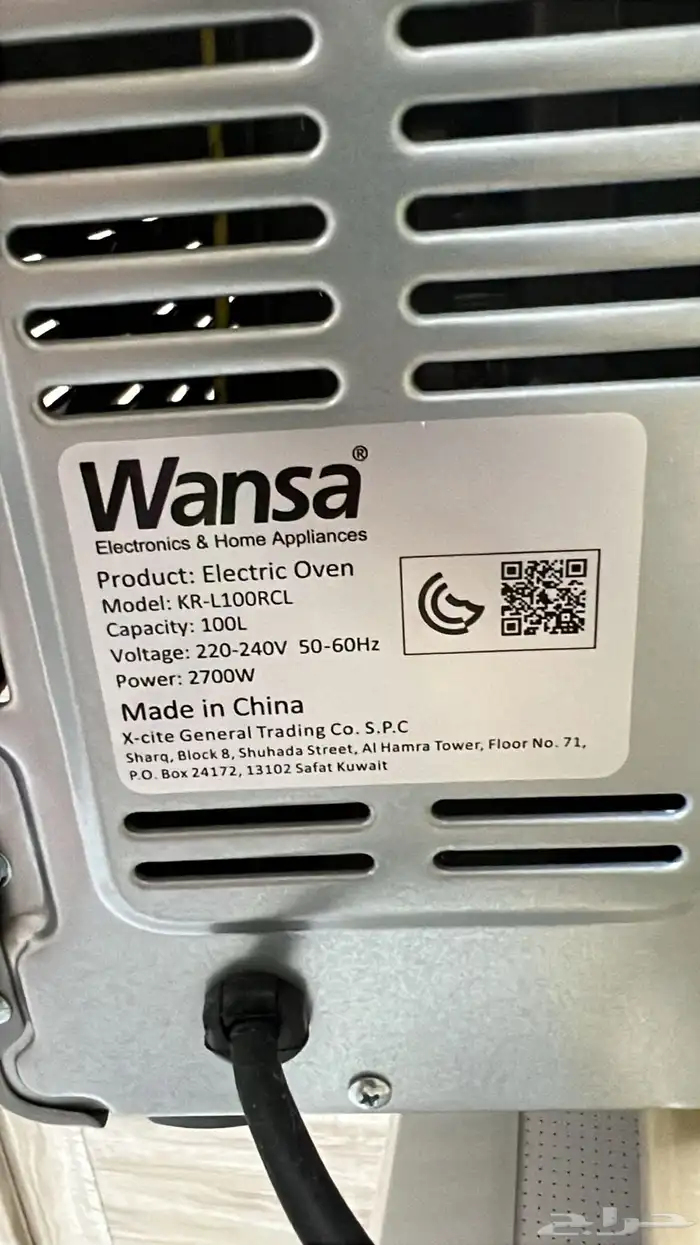 Wansa®
Electronics & Home Appliances
Product: Electric Oven
Model: KR-L100RCL
Capacity: 100L
Voltage: 220-240V 50-60Hz
Power: 2700W
Made in China
X-cite General Trading Co. S.P.C
Sharq, Block 8, Shuhada Street, Al Hamra Tower, Floor No. 71,
P.O. Box 24172, 13102 Safat Kuwait
حراج